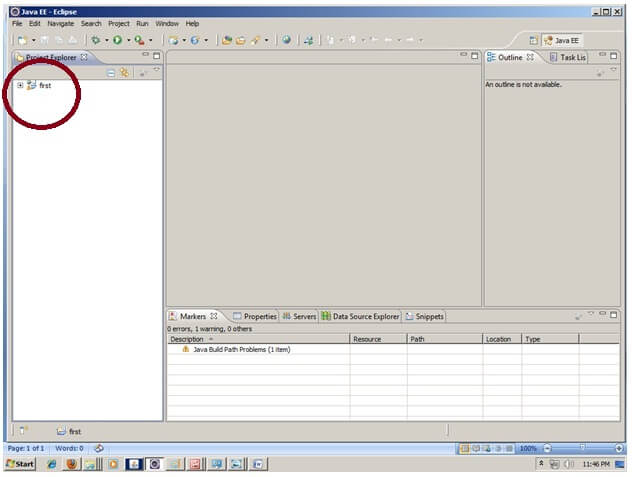 Java EE - Eclipse
File Edit Navigate Search Project Run Window Help
Java EE
Project Explorer
Outline Task Lis
first
An outline is not available.
Markers Properties Servers Data Source Explorer Snippets
0 errors, 1 warning, 0 others
Description Resource Path Location Type
Java Build Path Problems (1 item)
first
Page: 1 of 1 Words: 0 100%
Start 11:46 PM